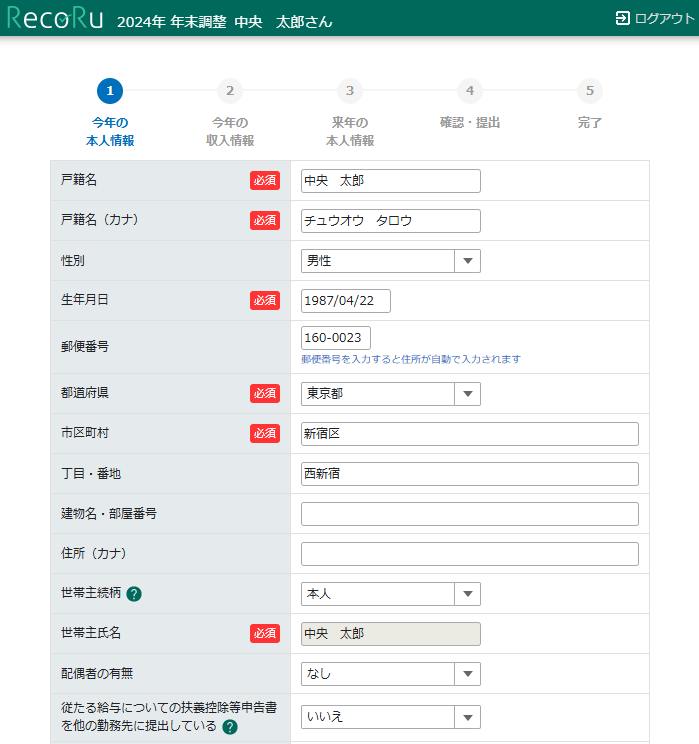 RecoRu 2024年 年末調整 中央　太郎さん ログアウト
1 2 3 4 5
今年の 今年の 来年の 確認・提出 完了
本人情報 収入情報 本人情報
戸籍名 必須 中央　太郎
戸籍名（カナ） 必須 チュウオウ　タロウ
性別 男性
生年月日 必須 1987/04/22
郵便番号 160-0023
郵便番号を入力すると住所が自動で入力されます
都道府県 必須 東京都
市区町村 必須 新宿区
丁目・番地 西新宿
建物名・部屋番号
住所（カナ）
世帯主続柄 ? 本人
世帯主氏名 必須 中央　太郎
配偶者の有無 なし
従たる給与についての扶養控除等申告書
を他の勤務先に提出している ? いいえ